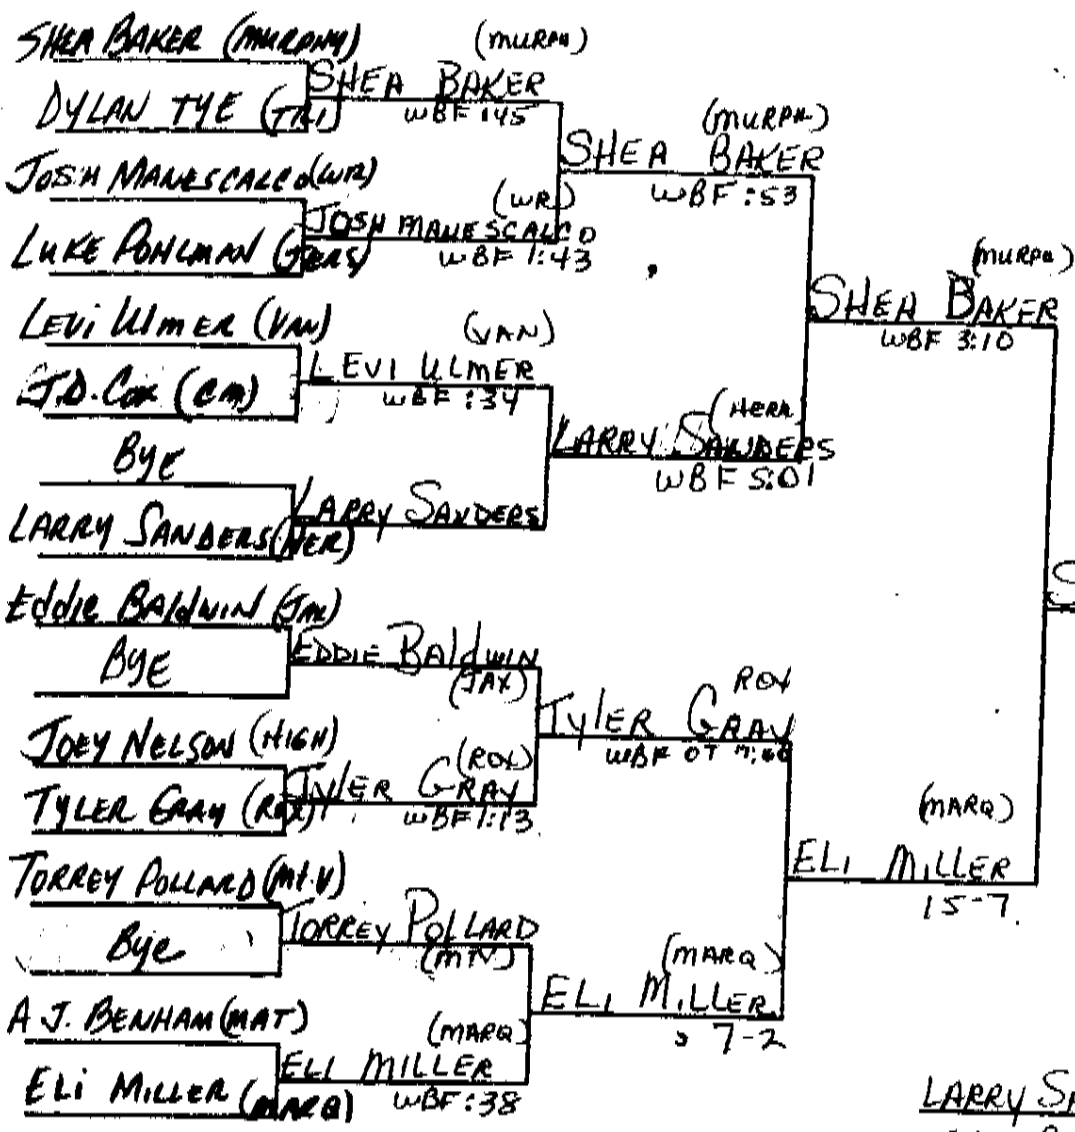 SHEA BAKER (MURPHY)
DYLAN TYE (TRI)
JOSH MANESCALCO (WR)
LUKE POHLMAN (JERS)
LEVI ULMER (VAN)
J.D. COX (CM)
BYE
LARRY SANDERS (HER)
EDDIE BALDWIN (JAX)
BYE
JOEY NELSON (HIGH)
TYLER GRAY (ROX)
TORREY POLLARD (MT.V)
Bye
A J. BENHAM (MAT)
ELI MILLER (MARQ)
(MURPH)
SHEA BAKER
WBF :45
(WR)
JOSH MANESCALCO
WBF 1:43
(VAN)
LEVI ULMER
WBF :34
LARRY SANDERS
EDDIE BALDWIN
(JAX)
(ROX)
TYLER GRAY
WBF 1:13
TORREY POLLARD
(MTV)
(MARQ)
ELI MILLER
WBF :38
(MURPH)
SHEA BAKER
WBF :53
(HERR
LARRY SANDERS
WBF 5:01
ROX
TYLER GRAY
WBF OT
(MARQ)
ELI MILLER
7-2
(MURPH)
SHEA BAKER
WBF 3:10
(MARQ)
ELI MILLER
15-7
S
LARRY SA